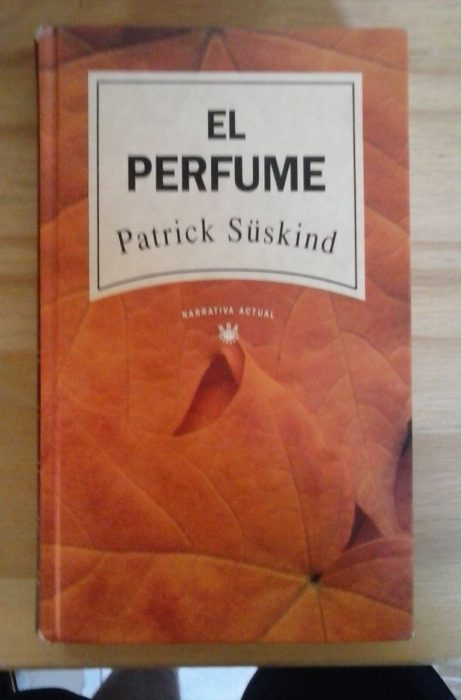 EL
PERFUME
Patrick Süskind
NARRATIVA ACTUAL